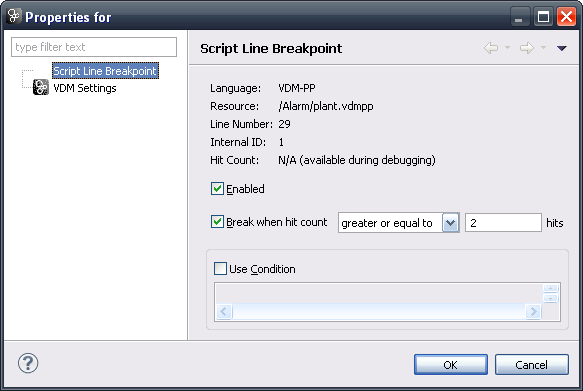 Properties for
type filter text
Script Line Breakpoint
VDM Settings
Script Line Breakpoint
Language: VDM-PP
Resource: /Alarm/plant.vdmpp
Line Number: 29
Internal ID: 1
Hit Count: N/A (available during debugging)
Enabled
Break when hit count greater or equal to 2 hits
Use Condition
?
OK Cancel